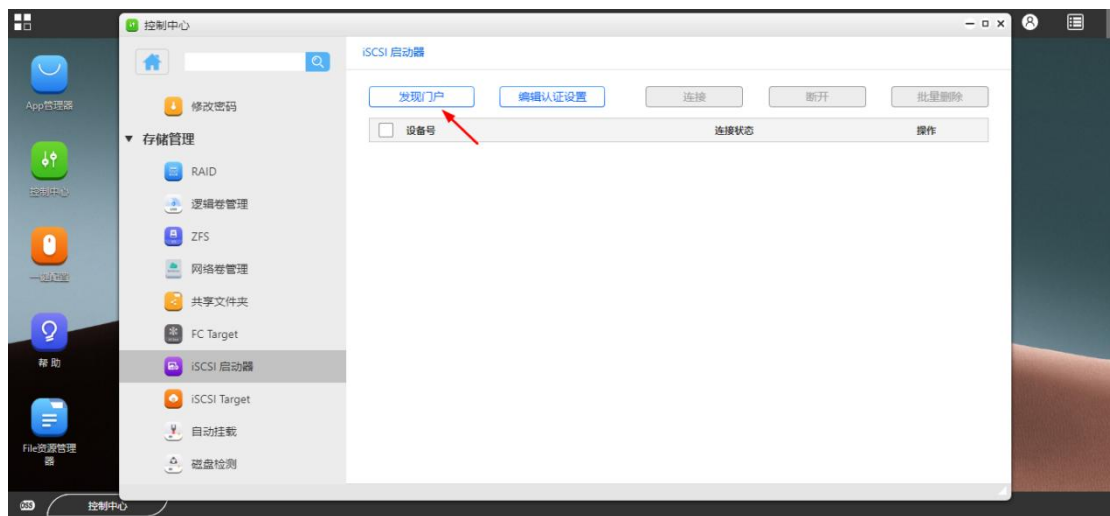 控制中心
App管理器
控制中心
一键配置
帮 助
File资源管理
器
修改密码
存储管理
RAID
逻辑卷管理
ZFS
网络卷管理
共享文件夹
FC Target
iSCSI 启动器
iSCSI Target
自动挂载
磁盘检测
iSCSI 启动器
发现门户 编辑认证设置 连接 断开 批量删除
设备号 连接状态 操作
DSS 控制中心